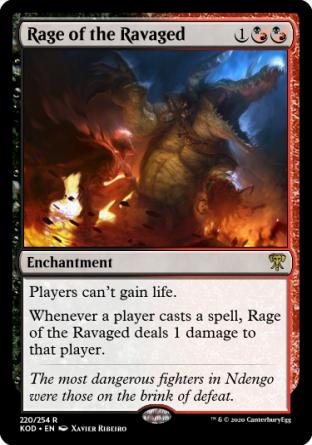 Rage of the Ravaged 1
Enchantment
Players can't gain life.
Whenever a player casts a spell, Rage
of the Ravaged deals 1 damage to
that player.
The most dangerous fighters in Ndengo
were those on the brink of defeat.
220/254 R
KOD • EN Xavier Ribeiro ™ & © 2020 CanterburyEgg